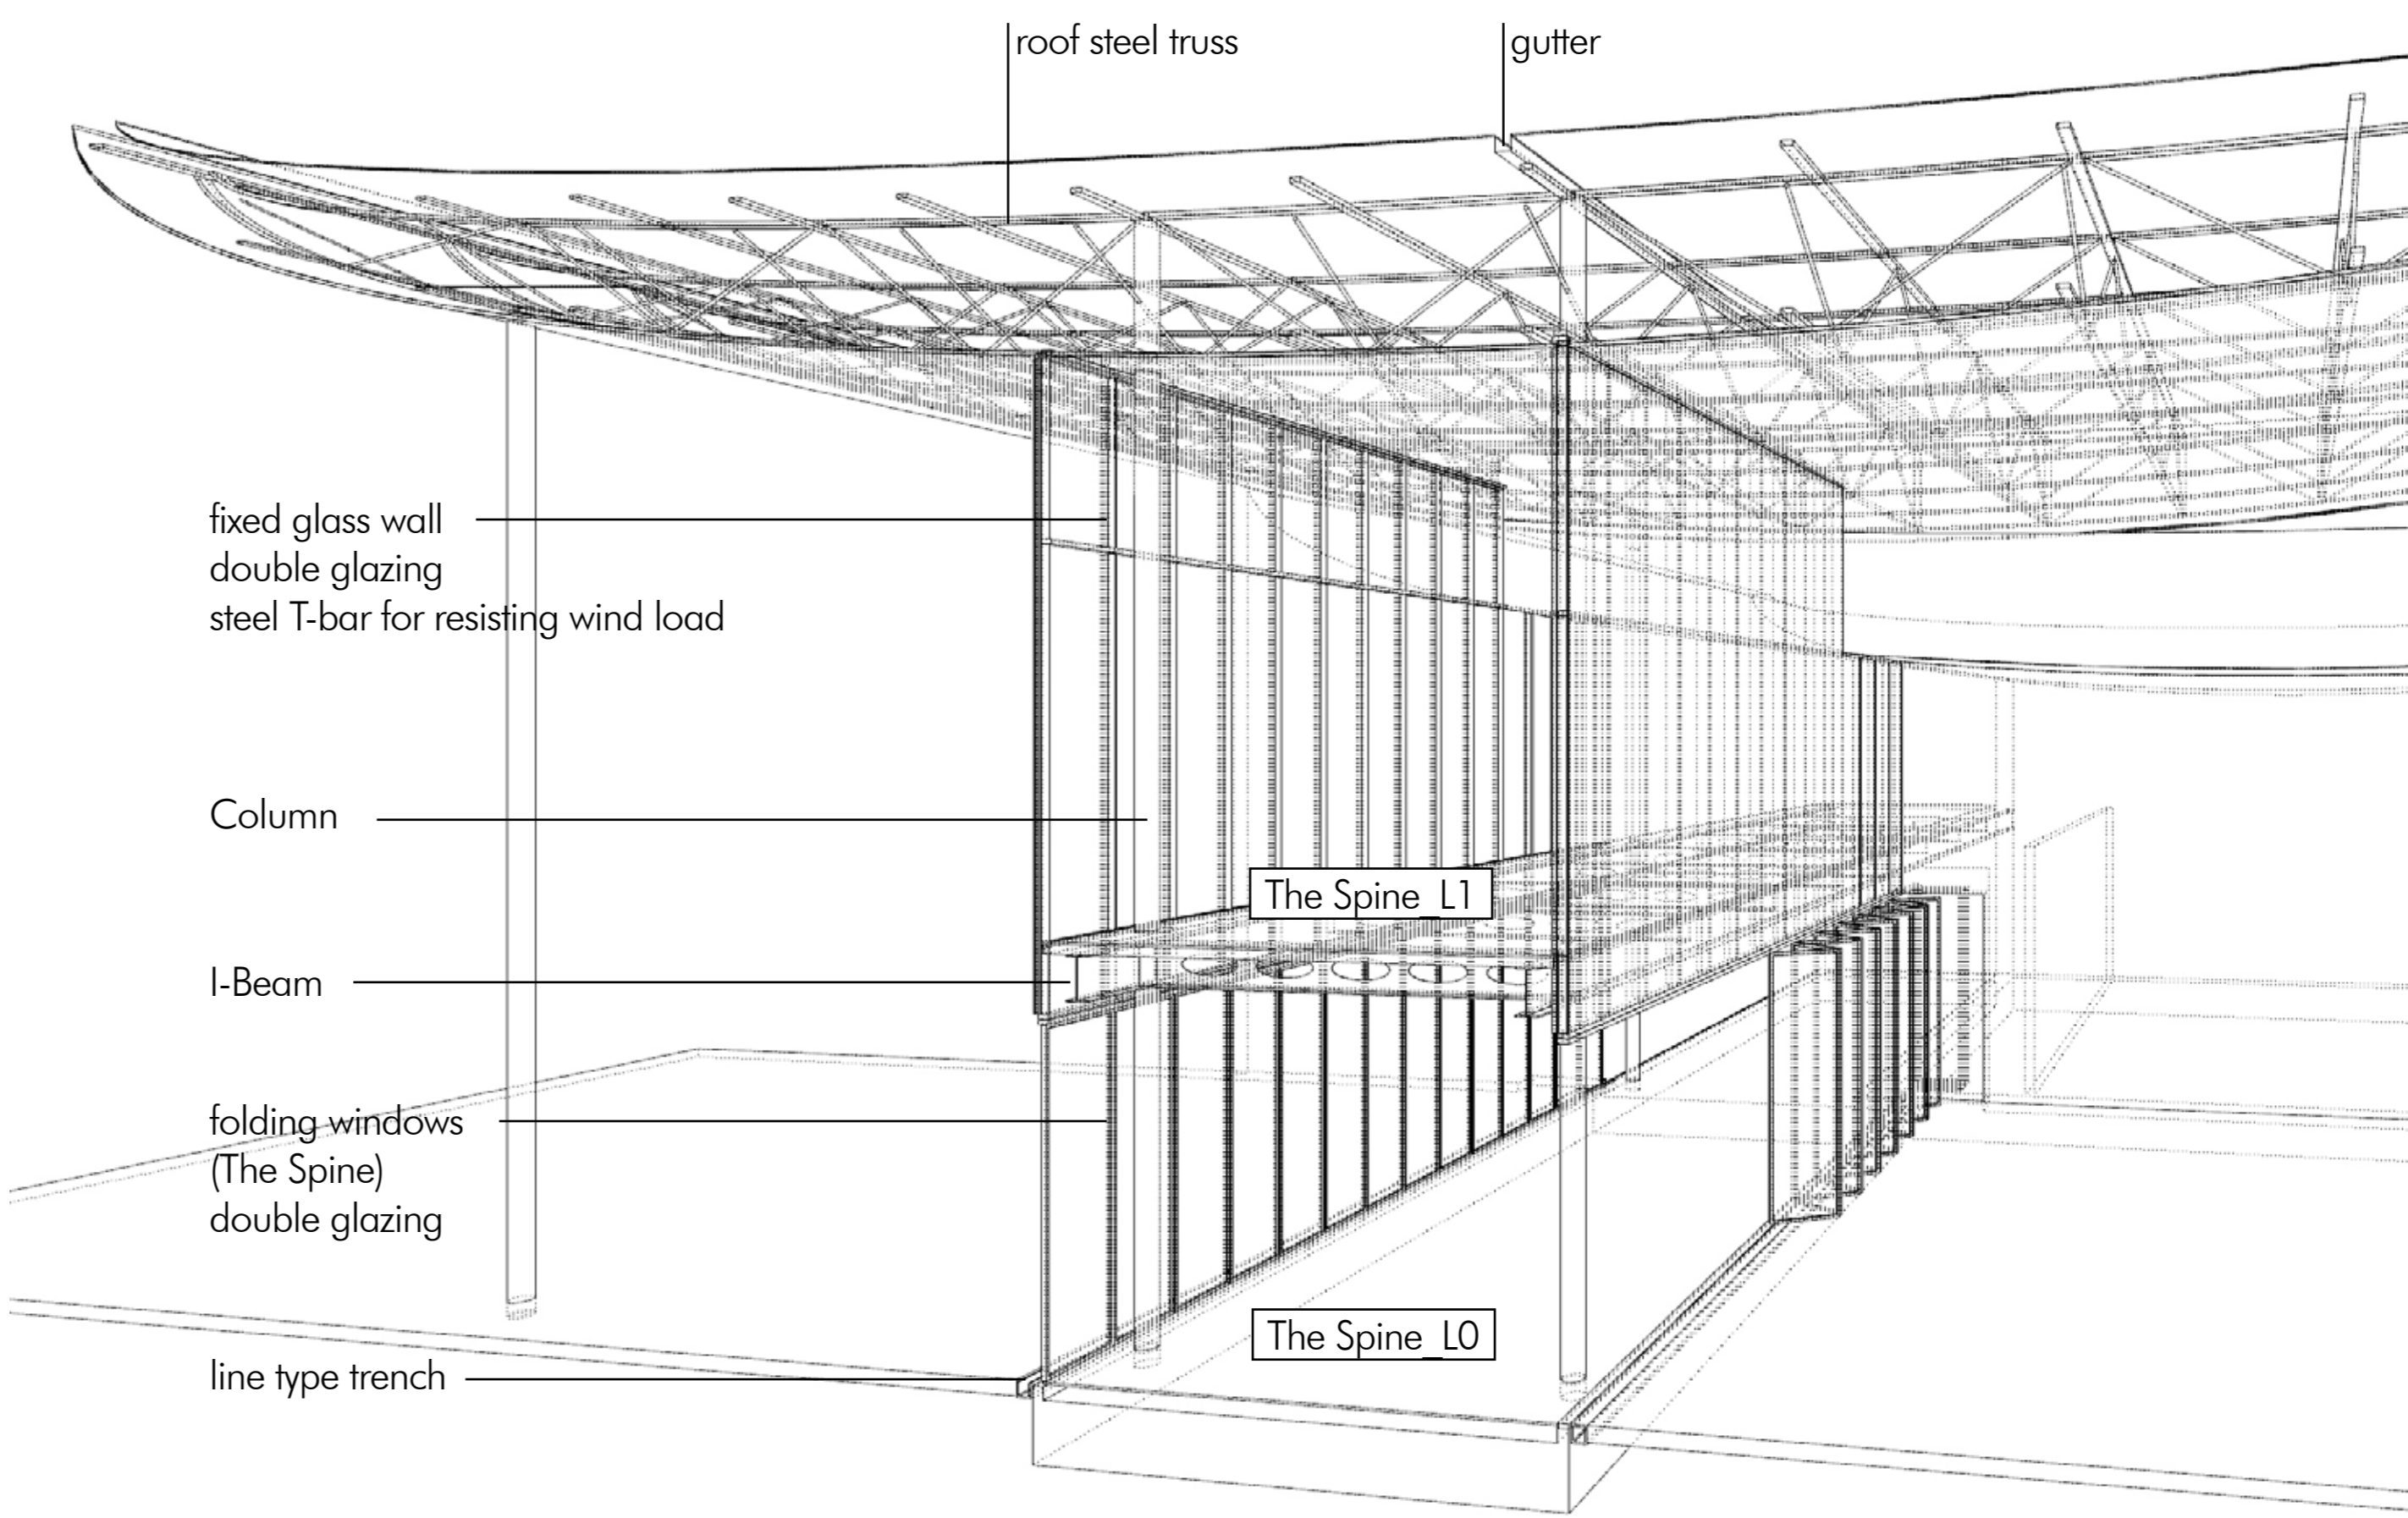 roof steel truss
gutter
fixed glass wall
double glazing
steel T-bar for resisting wind load
Column
The Spine_L1
I-Beam
folding windows
(The Spine)
double glazing
The Spine_L0
line type trench